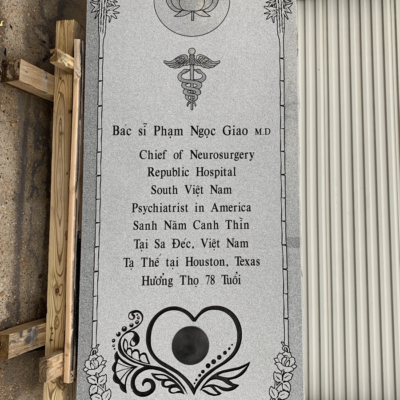 Bác sĩ Phạm Ngọc Giao M.D
Chief of Neurosurgery
Republic Hospital
South Việt Nam
Psychiatrist in America
Sanh Năm Canh Thìn
Tại Sa Đéc, Việt Nam
Tạ Thế tại Houston, Texas
Hưởng Thọ 78 Tuổi